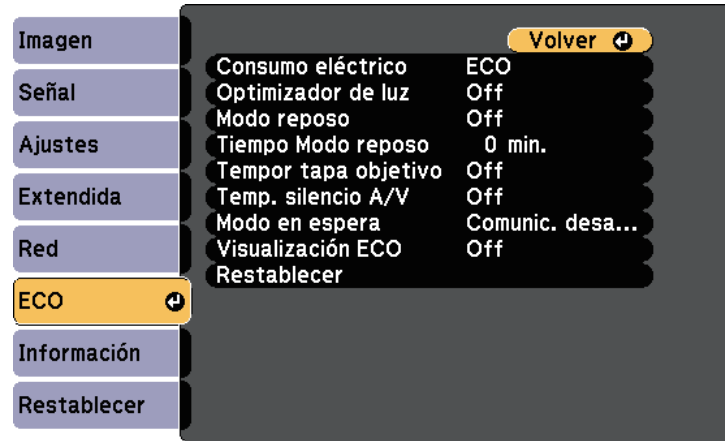 Imagen
Señal
Ajustes
Extendida
Red
ECO
Información
Restablecer
Volver
Consumo eléctrico ECO
Optimizador de luz Off
Modo reposo Off
Tiempo Modo reposo 0 min.
Tempor tapa objetivo Off
Temp. silencio A/V Off
Modo en espera Comunic. desa...
Visualización ECO Off
Restablecer